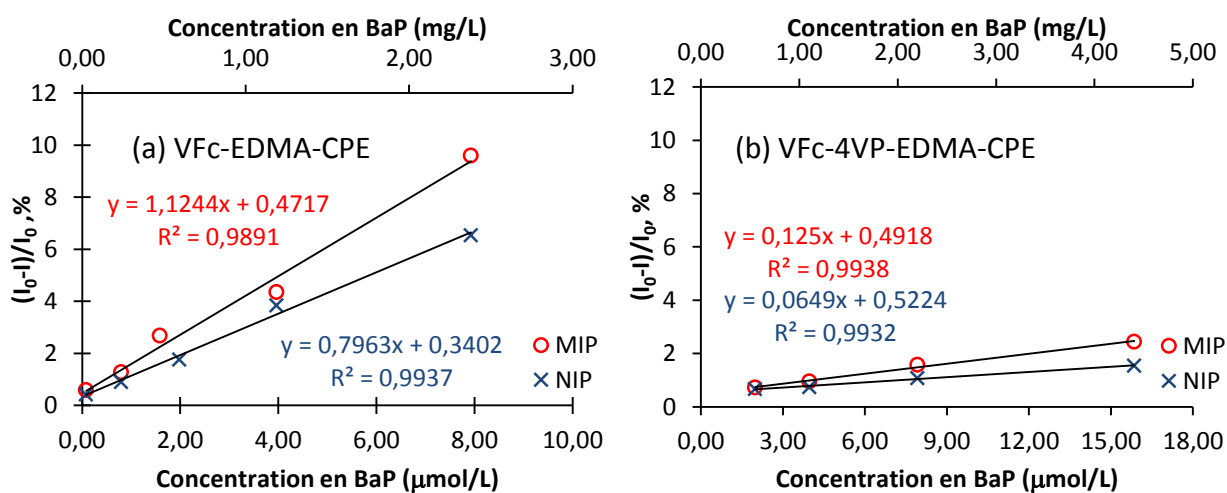 Concentration en BaP (mg/L)
0,00 1,00 2,00 3,00
12
10
8
6
4
2
0
(I₀-I)/I₀ ,%
(a) VFc-EDMA-CPE
y = 1,1244x + 0,4717
R² = 0,9891
y = 0,7963x + 0,3402
R² = 0,9937
MIP
NIP
0,00 2,00 4,00 6,00 8,00 10,00
Concentration en BaP (µmol/L)
Concentration en BaP (mg/L)
0,00 1,00 2,00 3,00 4,00 5,00
12
10
8
6
4
2
0
(I₀-I)/I₀, %
(b) VFc-4VP-EDMA-CPE
y = 0,125x + 0,4918
R² = 0,9938
y = 0,0649x + 0,5224
R² = 0,9932
MIP
NIP
0,00 3,00 6,00 9,00 12,00 15,00 18,00
Concentration en BaP (µmol/L)